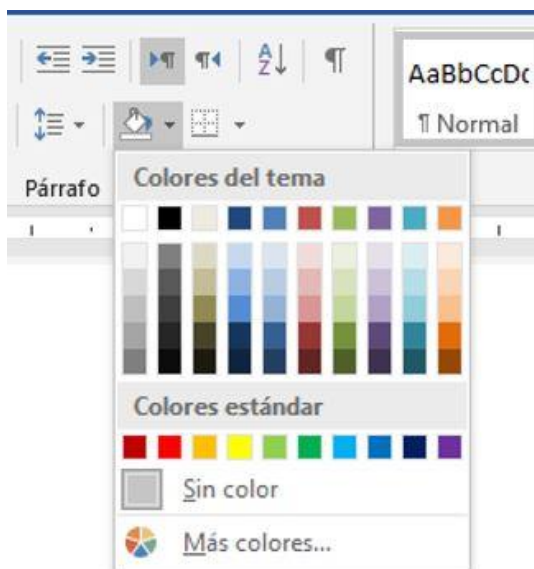 AaBbCcDc
¶ Normal
Párrafo
Colores del tema
Colores estándar
Sin color
Más colores...